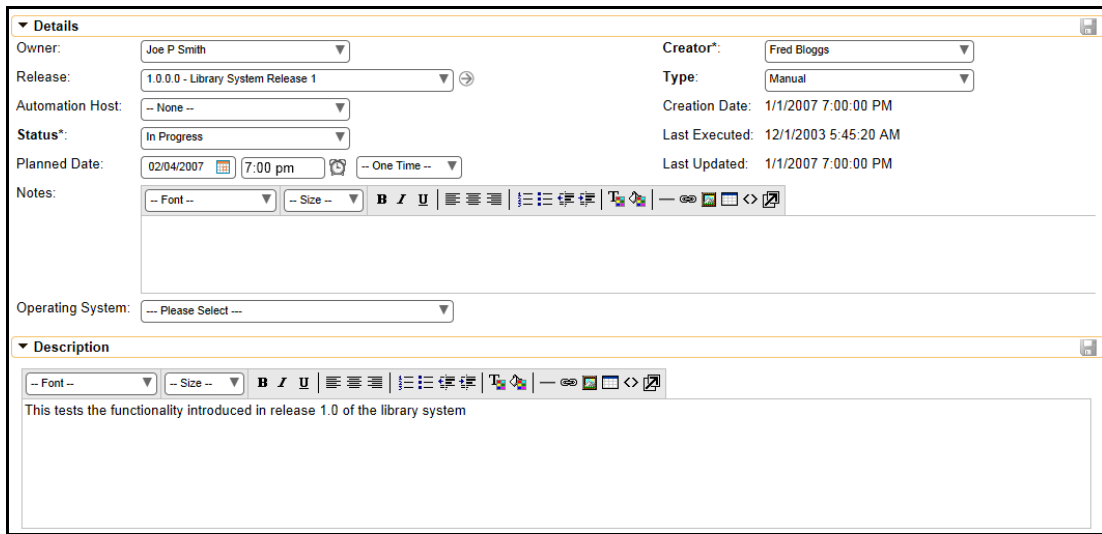 Details
Owner: Joe P Smith Creator*: Fred Bloggs
Release: 1.0.0.0 - Library System Release 1 Type: Manual
Automation Host: -- None -- Creation Date: 1/1/2007 7:00:00 PM
Status*: In Progress Last Executed: 12/1/2003 5:45:20 AM
Planned Date: 02/04/2007 7:00 pm -- One Time -- Last Updated: 1/1/2007 7:00:00 PM
Notes: -- Font -- -- Size -- B I U
Operating System: --- Please Select ---
Description
-- Font -- -- Size -- B I U
This tests the functionality introduced in release 1.0 of the library system